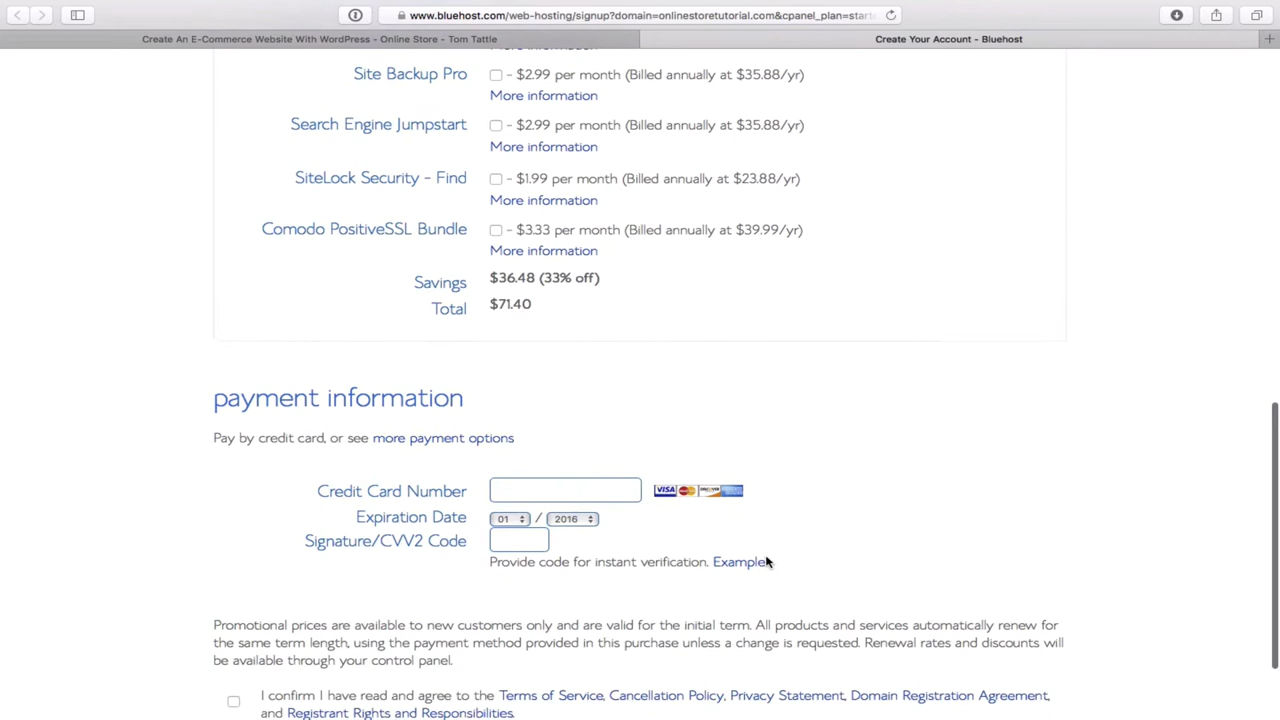 www.bluehost.com/web-hosting/signup?domain=onlinestoretutorial.com&cpanel_plan=start
Create An E-Commerce Website With WordPress - Online Store - Tom Tattle
Create Your Account - Bluehost
More information
Site Backup Pro - $2.99 per month (Billed annually at $35.88/yr)
More information
Search Engine Jumpstart - $2.99 per month (Billed annually at $35.88/yr)
More information
SiteLock Security - Find - $1.99 per month (Billed annually at $23.88/yr)
More information
Comodo PositiveSSL Bundle - $3.33 per month (Billed annually at $39.99/yr)
More information
Savings $36.48 (33% off)
Total $71.40
payment information
Pay by credit card, or see more payment options
Credit Card Number VISA DISCOVER
Expiration Date 01 / 2016
Signature/CVV2 Code
Provide code for instant verification. Example
Promotional prices are available to new customers only and are valid for the initial term. All products and services automatically renew for
the same term length, using the payment method provided in this purchase unless a change is requested. Renewal rates and discounts will
be available through your control panel.
I confirm I have read and agree to the Terms of Service, Cancellation Policy, Privacy Statement, Domain Registration Agreement,
and Registrant Rights and Responsibilities.